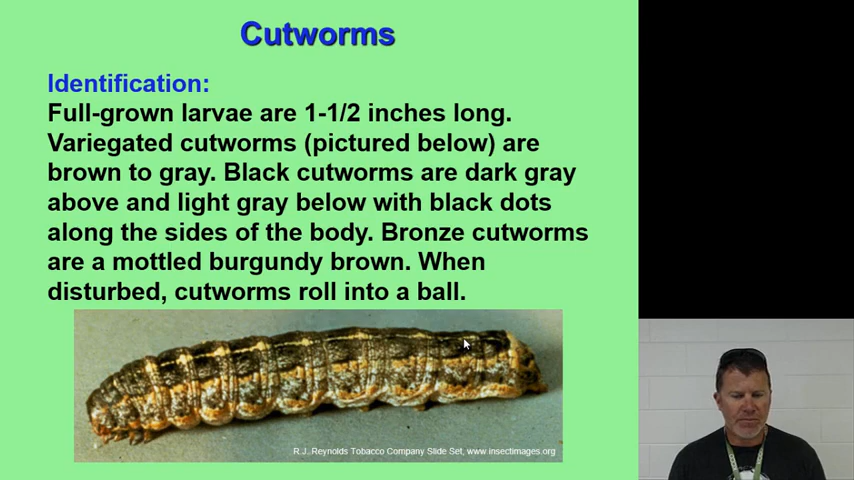 Cutworms
Identification:
Full-grown larvae are 1-1/2 inches long.
Variegated cutworms (pictured below) are
brown to gray. Black cutworms are dark gray
above and light gray below with black dots
along the sides of the body. Bronze cutworms
are a mottled burgundy brown. When
disturbed, cutworms roll into a ball.
R.J. Reynolds Tobacco Company Slide Set, www.insectimages.org